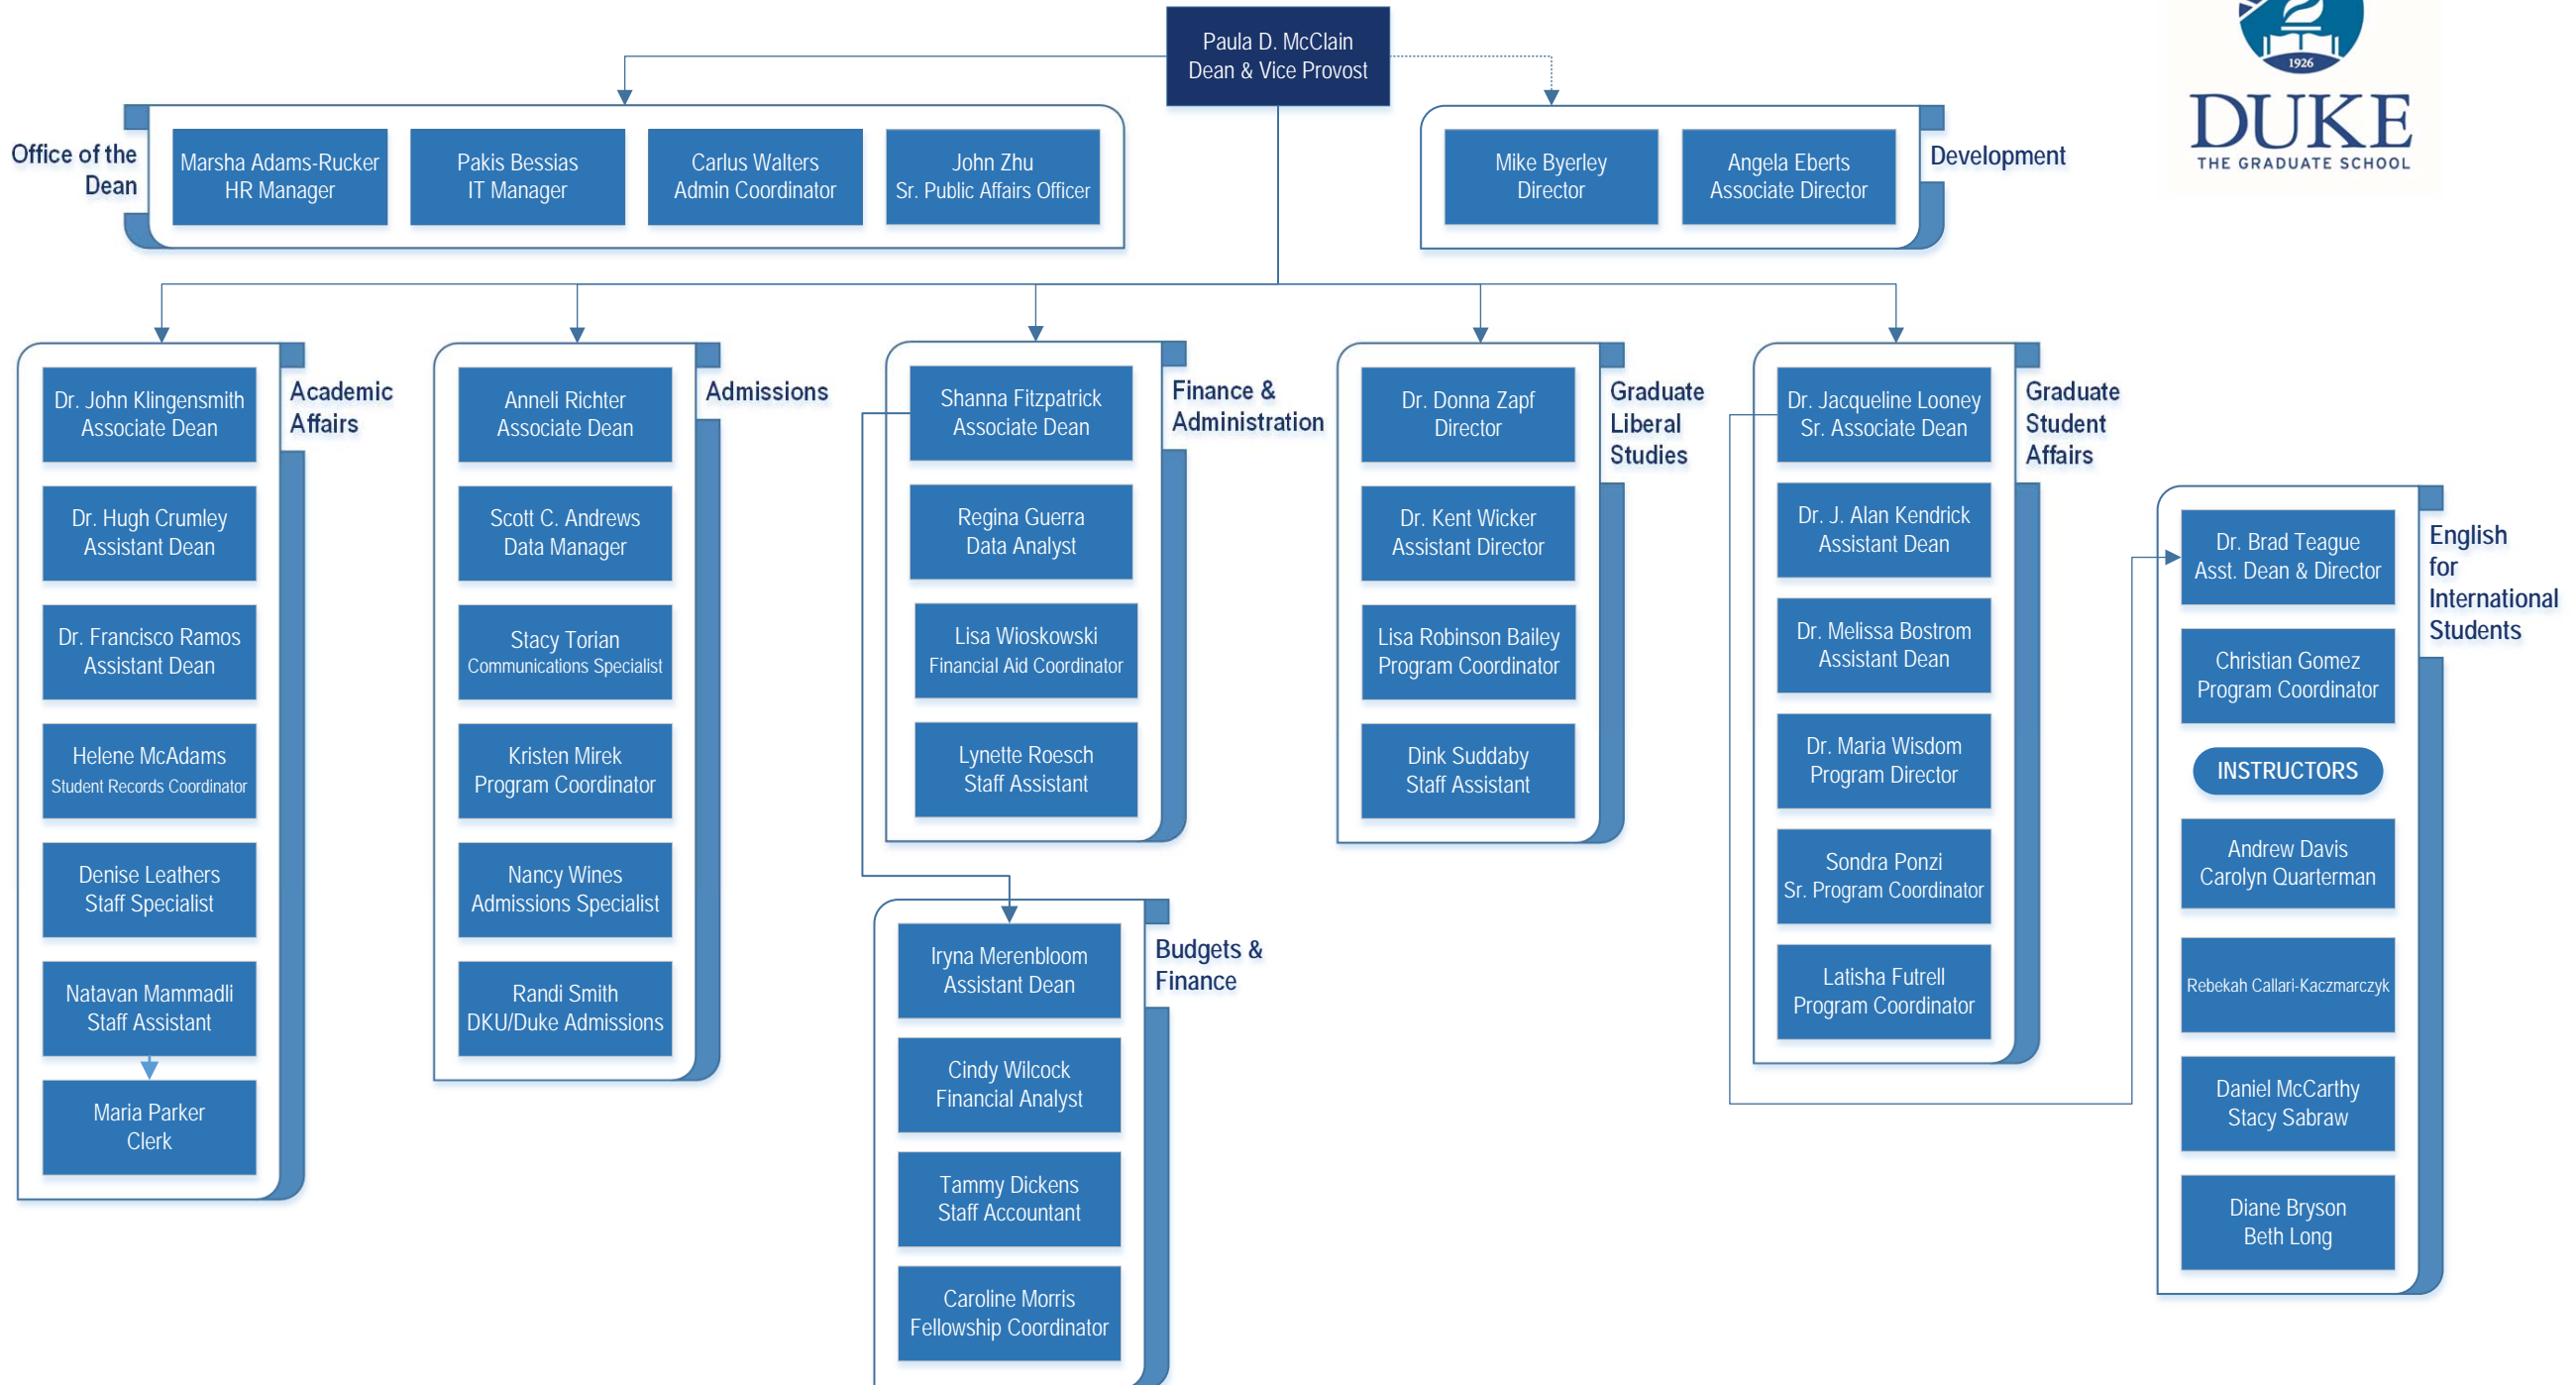 Paula D. McClain
Dean & Vice Provost
1926
DUKE
THE GRADUATE SCHOOL
Office of the
Dean
Marsha Adams-Rucker
HR Manager
Pakis Bessias
IT Manager
Carlus Walters
Admin Coordinator
John Zhu
Sr. Public Affairs Officer
Mike Byerley
Director
Angela Eberts
Associate Director
Development
Academic
Affairs
Dr. John Klingensmith
Associate Dean
Dr. Hugh Crumley
Assistant Dean
Dr. Francisco Ramos
Assistant Dean
Helene McAdams
Student Records Coordinator
Denise Leathers
Staff Specialist
Natavan Mammadli
Staff Assistant
Maria Parker
Clerk
Admissions
Anneli Richter
Associate Dean
Scott C. Andrews
Data Manager
Stacy Torian
Communications Specialist
Kristen Mirek
Program Coordinator
Nancy Wines
Admissions Specialist
Randi Smith
DKU/Duke Admissions
Finance &
Administration
Shanna Fitzpatrick
Associate Dean
Regina Guerra
Data Analyst
Lisa Wioskowski
Financial Aid Coordinator
Lynette Roesch
Staff Assistant
Budgets &
Finance
Iryna Merenbloom
Assistant Dean
Cindy Wilcock
Financial Analyst
Tammy Dickens
Staff Accountant
Caroline Morris
Fellowship Coordinator
Graduate
Liberal
Studies
Dr. Donna Zapf
Director
Dr. Kent Wicker
Assistant Director
Lisa Robinson Bailey
Program Coordinator
Dink Suddaby
Staff Assistant
Graduate
Student
Affairs
Dr. Jacqueline Looney
Sr. Associate Dean
Dr. J. Alan Kendrick
Assistant Dean
Dr. Melissa Bostrom
Assistant Dean
Dr. Maria Wisdom
Program Director
Sondra Ponzi
Sr. Program Coordinator
Latisha Futrell
Program Coordinator
English
for
International
Students
Dr. Brad Teague
Asst. Dean & Director
Christian Gomez
Program Coordinator
INSTRUCTORS
Andrew Davis
Carolyn Quarterman
Rebekah Callari-Kaczmarczyk
Daniel McCarthy
Stacy Sabraw
Diane Bryson
Beth Long